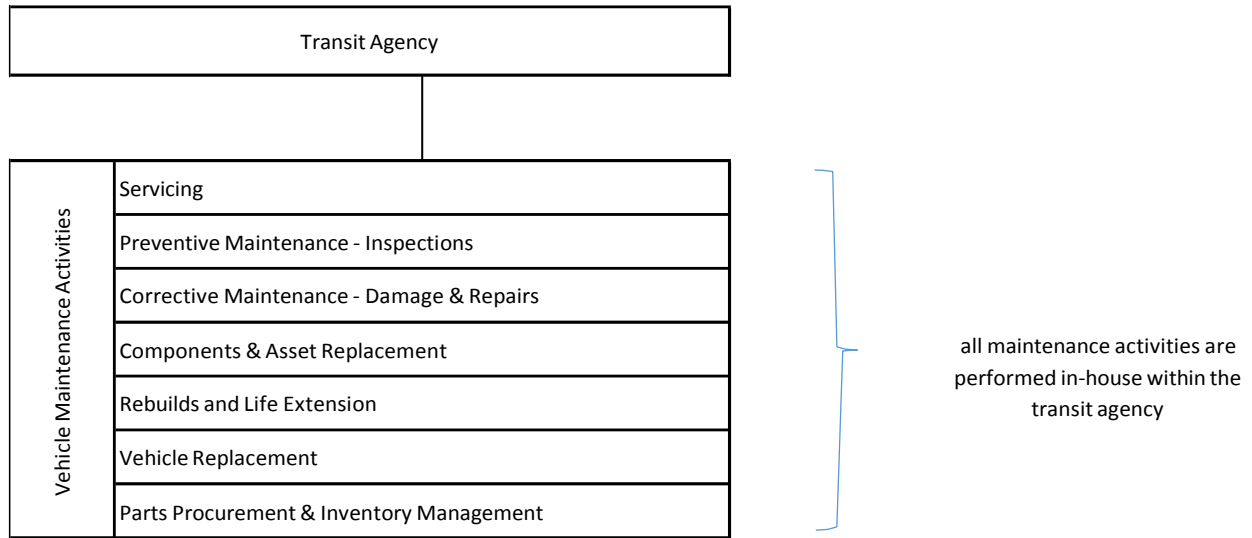 Transit Agency
Vehicle Maintenance Activities
Servicing
Preventive Maintenance - Inspections
Corrective Maintenance - Damage & Repairs
Components & Asset Replacement
Rebuilds and Life Extension
Vehicle Replacement
Parts Procurement & Inventory Management
all maintenance activities are
performed in-house within the
transit agency